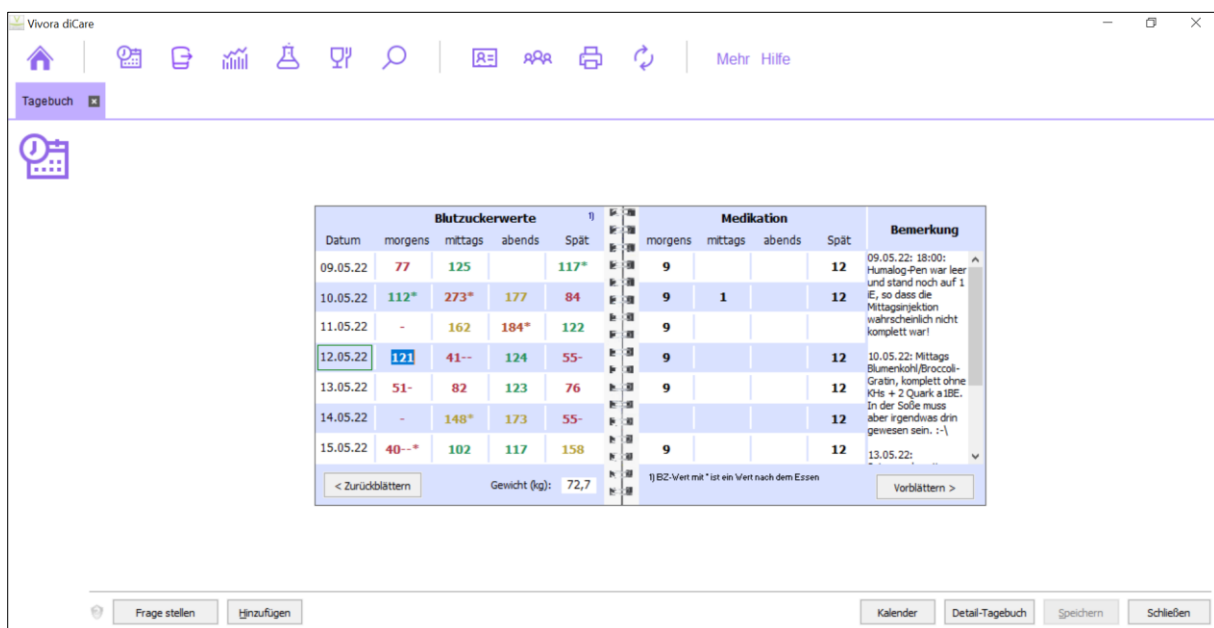 Vivora diCare
Mehr Hilfe
Tagebuch
Blutzuckerwerte 1) Medikation Bemerkung
Datum morgens mittags abends Spät morgens mittags abends Spät
09.05.22 77 125 117* 9 12
10.05.22 112* 273* 177 84 9 1 12
11.05.22 - 162 184* 122 9
12.05.22 121 41-- 124 55- 9 12
13.05.22 51- 82 123 76 9 12
14.05.22 - 148* 173 55- 12
15.05.22 40--* 102 117 158 9 12
09.05.22: 18:00:
Humalog-Pen war leer
und stand noch auf 1
iE, so dass die
Mittagsinjektion
wahrscheinlich nicht
komplett war!
10.05.22: Mittags
Blumenkohl/Broccoli-
Gratin, komplett ohne
KHs + 2 Quark a 1BE.
In der Soße muss
aber irgendwas drin
gewesen sein. :-\
13.05.22:
< Zurückblättern Gewicht (kg): 72,7 1) BZ-Wert mit * ist ein Wert nach dem Essen Vorblättern >
Frage stellen Hinzufügen Kalender Detail-Tagebuch Speichern Schließen